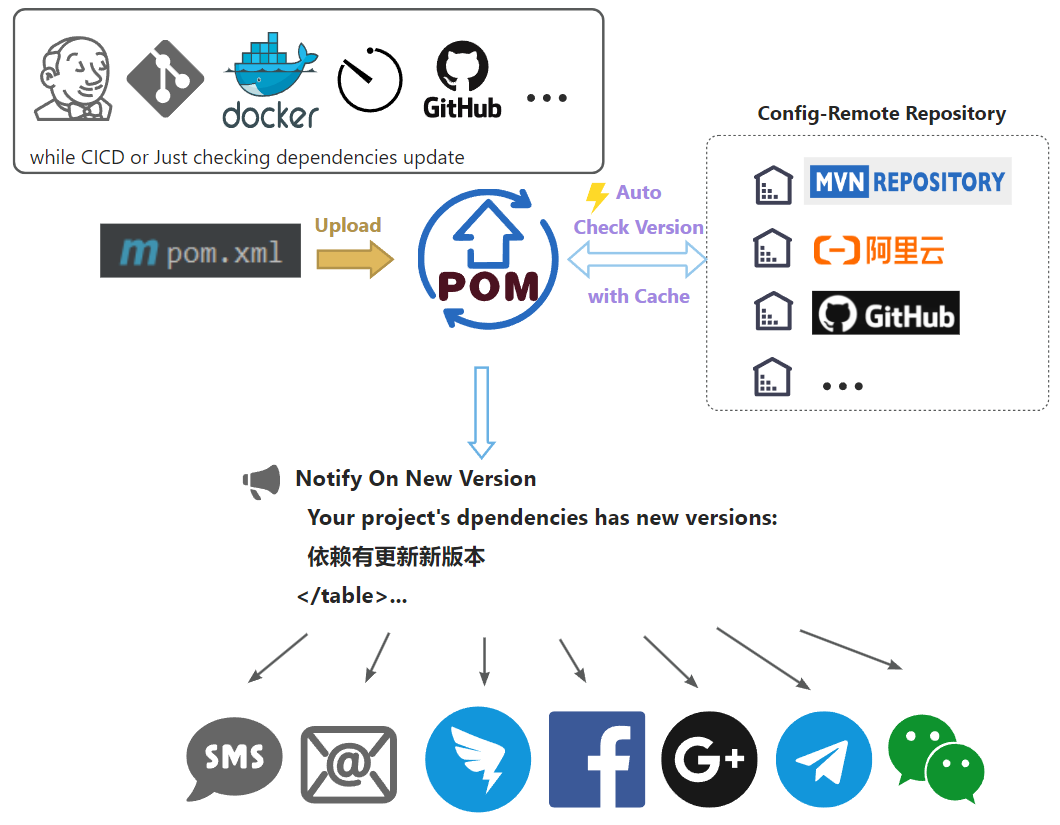 docker
GitHub
...
while CICD or Just checking dependencies update
Config-Remote Repository
MVN REPOSITORY
阿里云
GitHub
...
m pom.xml
Upload
POM
Auto
Check Version
with Cache
Notify On New Version
Your project's dpendencies has new versions:
依赖有更新新版本
</table>...
SMS
@
G+